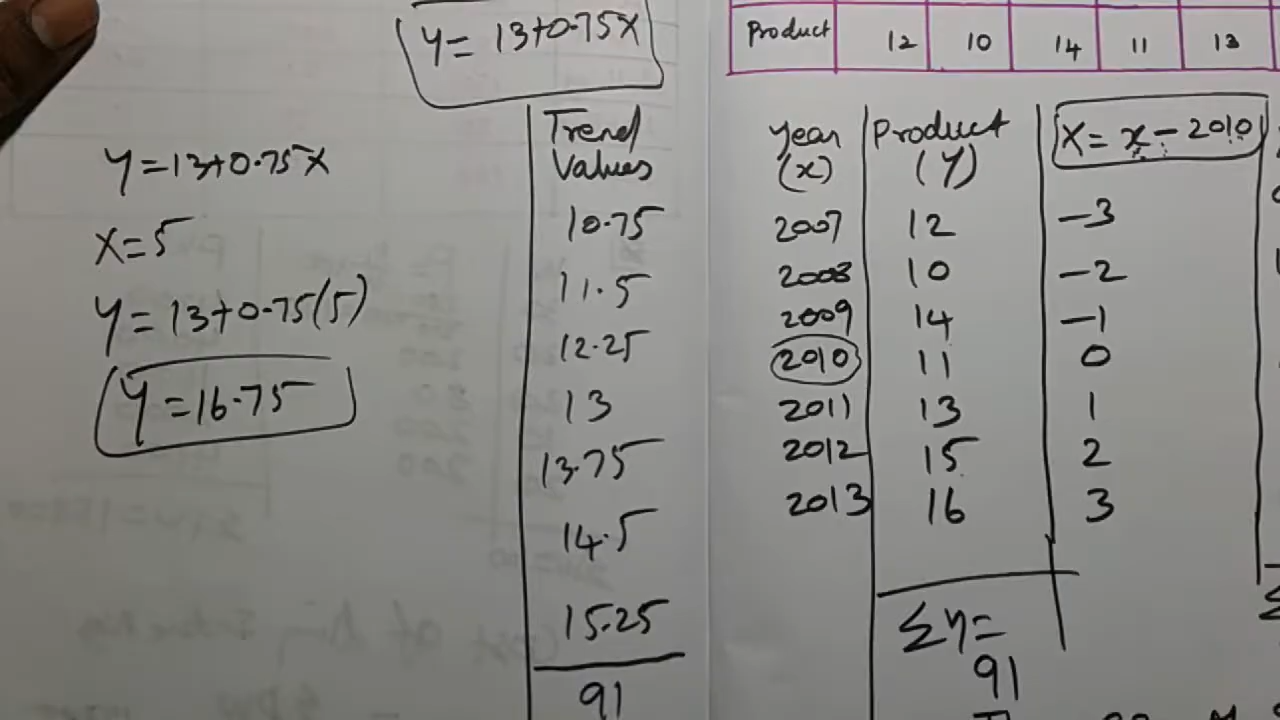 Y = 13+0.75X
Y=13+0.75X
X=5
Y = 13+0.75(5)
Y = 16.75
Trend Values
10.75
11.5
12.25
13
13.75
14.5
15.25
91
Product 12 10 14 11 13
year (x) Product (Y) X = x - 2010
2007 12 -3
2008 10 -2
2009 14 -1
2010 11 0
2011 13 1
2012 15 2
2013 16 3
ΣY=
91